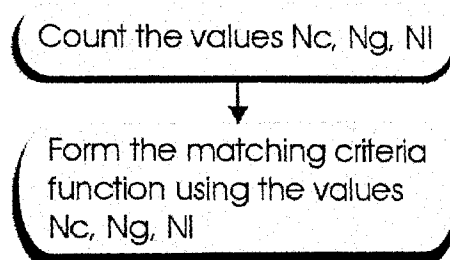 Count the values Nc, Ng, Nl
Form the matching criteria
function using the values
Nc, Ng, Nl